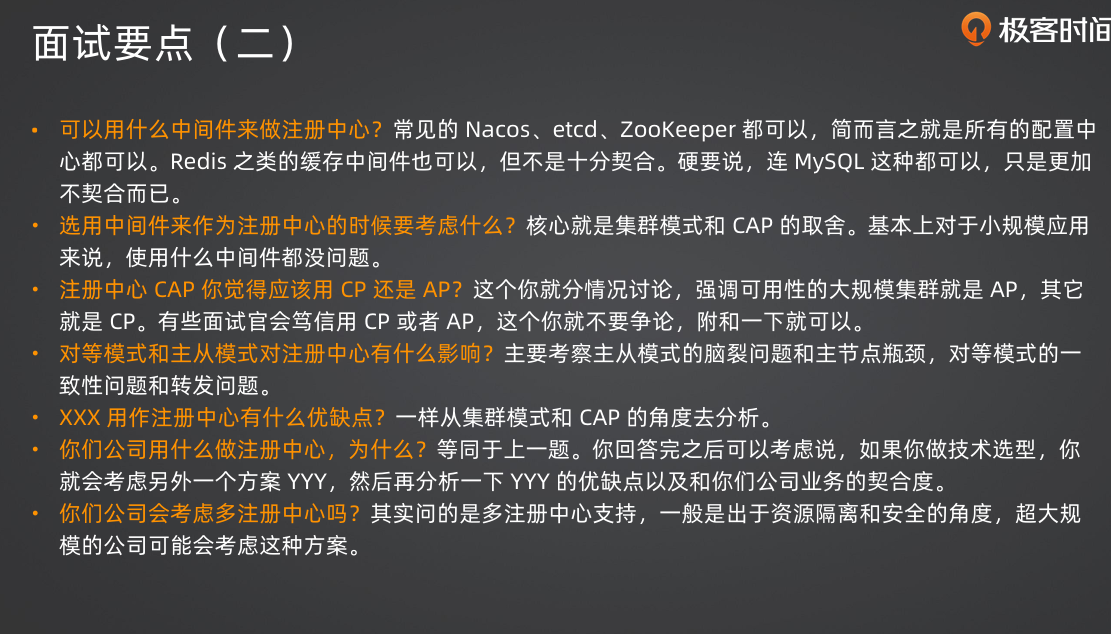 面试要点（二）
极客时间
• 可以用什么中间件来做注册中心？常见的 Nacos、etcd、ZooKeeper 都可以，简而言之就是所有的配置中
心都可以。Redis 之类的缓存中间件也可以，但不是十分契合。硬要说，连 MySQL 这种都可以，只是更加
不契合而已。
• 选用中间件来作为注册中心的时候要考虑什么？核心就是集群模式和 CAP 的取舍。基本上对于小规模应用
来说，使用什么中间件都没问题。
• 注册中心 CAP 你觉得应该用 CP 还是 AP？这个你就分情况讨论，强调可用性的大规模集群就是 AP，其它
就是 CP。有些面试官会笃信用 CP 或者 AP，这个你就不要争论，附和一下就可以。
• 对等模式和主从模式对注册中心有什么影响？主要考察主从模式的脑裂问题和主节点瓶颈，对等模式的一
致性问题和转发问题。
• XXX 用作注册中心有什么优缺点？一样从集群模式和 CAP 的角度去分析。
• 你们公司用什么做注册中心，为什么？等同于上一题。你回答完之后可以考虑说，如果你做技术选型，你
就会考虑另外一个方案 YYY，然后再分析一下 YYY 的优缺点以及和你们公司业务的契合度。
• 你们公司会考虑多注册中心吗？其实问的是多注册中心支持，一般是出于资源隔离和安全的角度，超大规
模的公司可能会考虑这种方案。